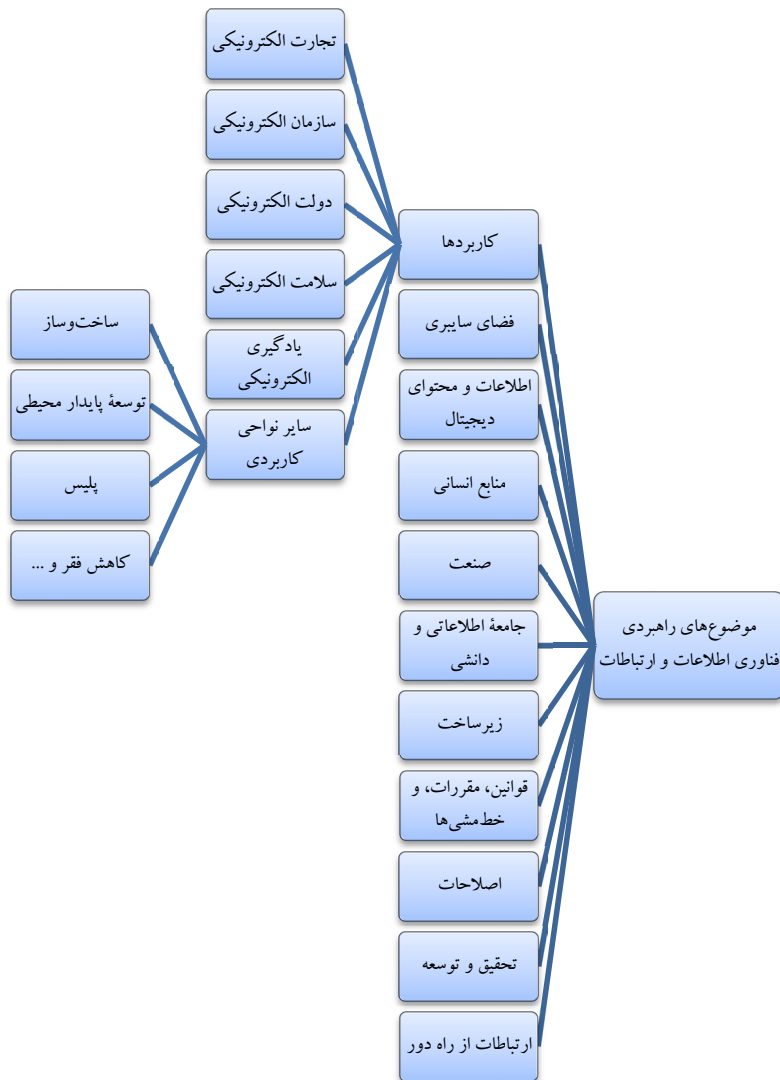 موضوع‌های راهبردی
فناوری اطلاعات و ارتباطات
کاربردها
فضای سایبری
اطلاعات و محتوای
دیجیتال
منابع انسانی
صنعت
جامعهٔ اطلاعاتی و
دانشی
زیرساخت
قوانین، مقررات، و
خط‌مشی‌ها
اصلاحات
تحقیق و توسعه
ارتباطات از راه دور
تجارت الکترونیکی
سازمان الکترونیکی
دولت الکترونیکی
سلامت الکترونیکی
یادگیری
الکترونیکی
سایر نواحی
کاربردی
ساخت‌وساز
توسعهٔ پایدار محیطی
پلیس
کاهش فقر و ...